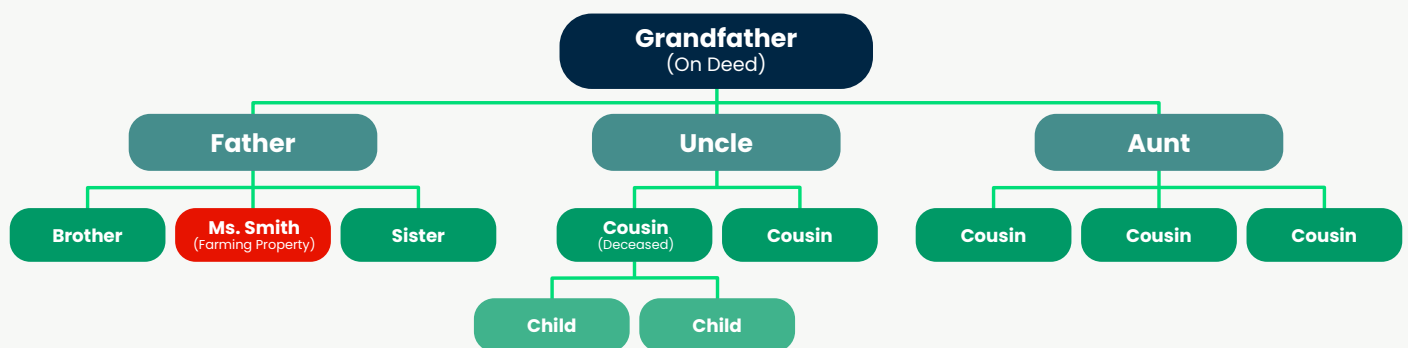 Grandfather
(On Deed)
Father
Uncle
Aunt
Brother
Ms. Smith
(Farming Property)
Sister
Cousin
(Deceased)
Cousin
Cousin
Cousin
Cousin
Child
Child